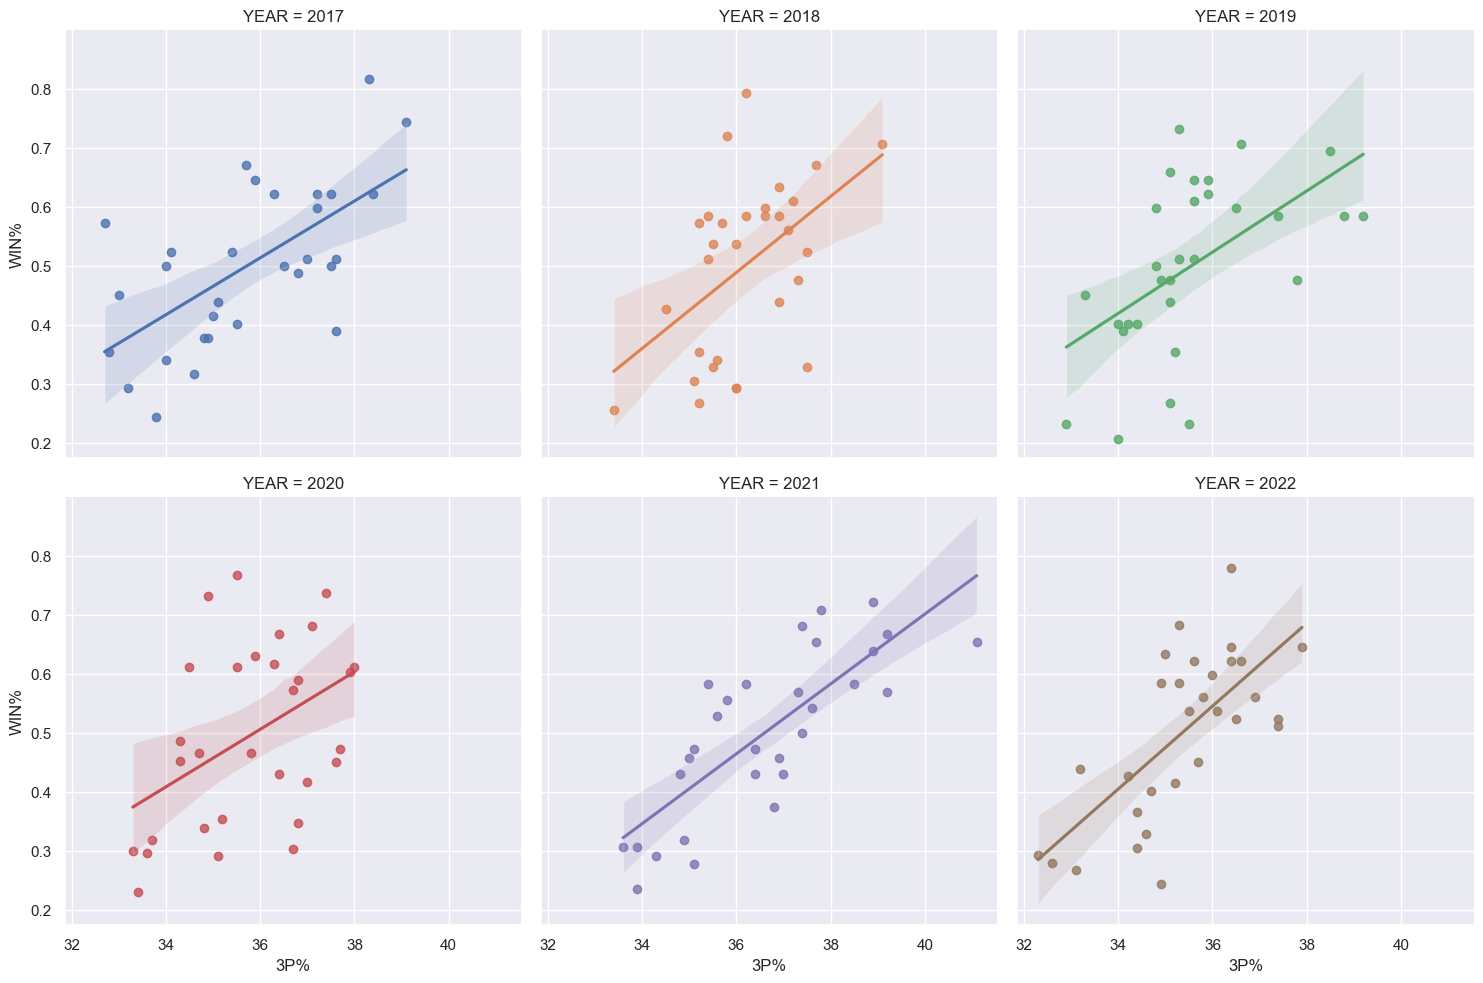 YEAR = 2017
YEAR = 2018
YEAR = 2019
0.8
0.7
0.6
0.5
0.4
0.3
0.2
WIN%
YEAR = 2020
YEAR = 2021
YEAR = 2022
0.8
0.7
0.6
0.5
0.4
0.3
0.2
WIN%
32 34 36 38 40
32 34 36 38 40
32 34 36 38 40
3P%
3P%
3P%